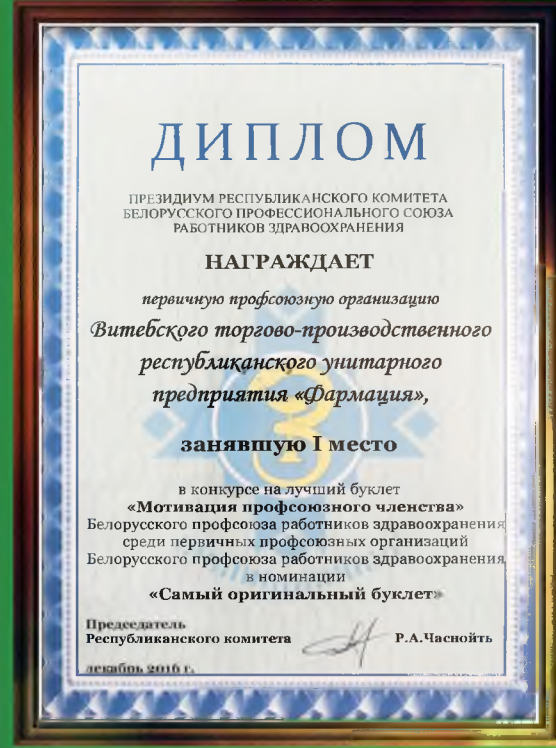 ДИПЛОМ
ПРЕЗИДИУМ РЕСПУБЛИКАНСКОГО КОМИТЕТА
БЕЛОРУССКОГО ПРОФЕССИОНАЛЬНОГО СОЮЗА
РАБОТНИКОВ ЗДРАВООХРАНЕНИЯ
НАГРАЖДАЕТ
первичную профсоюзную организацию
Витебского торгово-производственного
республиканского унитарного
предприятия «Фармация»,
занявшую I место
в конкурсе на лучший буклет
«Мотивация профсоюзного членства»
Белорусского профсоюза работников здравоохранения
среди первичных профсоюзных организаций
Белорусского профсоюза работников здравоохранения
в номинации
«Самый оригинальный буклет»
Председатель
Республиканского комитета Р.А.Часнойть
декабрь 2016 г.